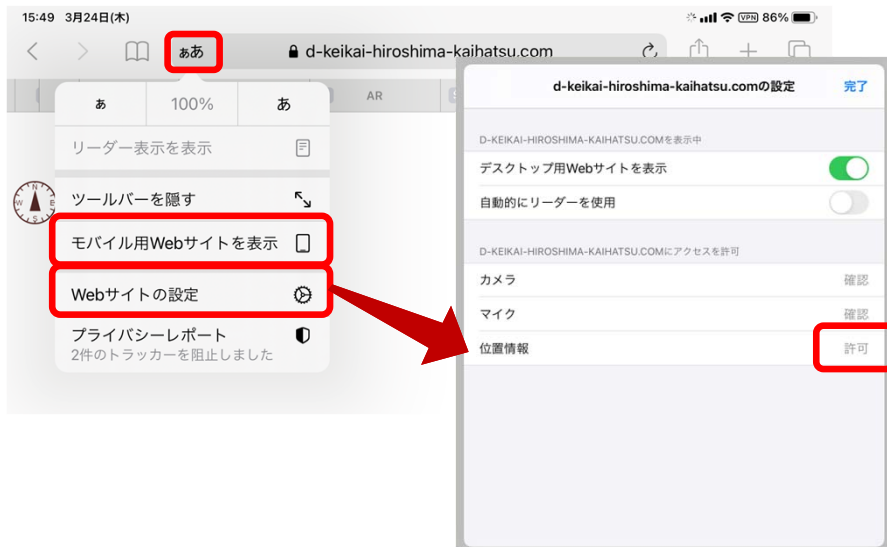 15:49 3月24日(木)
VPN 86%
ぁあ
d-keikai-hiroshima-kaihatsu.com
AR
ぁ 100% あ
リーダー表示を表示
ツールバーを隠す
モバイル用Webサイトを表示
Webサイトの設定
プライバシーレポート
2件のトラッカーを阻止しました
N
W E
S
d-keikai-hiroshima-kaihatsu.comの設定 完了
D-KEIKAI-HIROSHIMA-KAIHATSU.COMを表示中
デスクトップ用Webサイトを表示
自動的にリーダーを使用
D-KEIKAI-HIROSHIMA-KAIHATSU.COMにアクセスを許可
カメラ 確認
マイク 確認
位置情報 許可